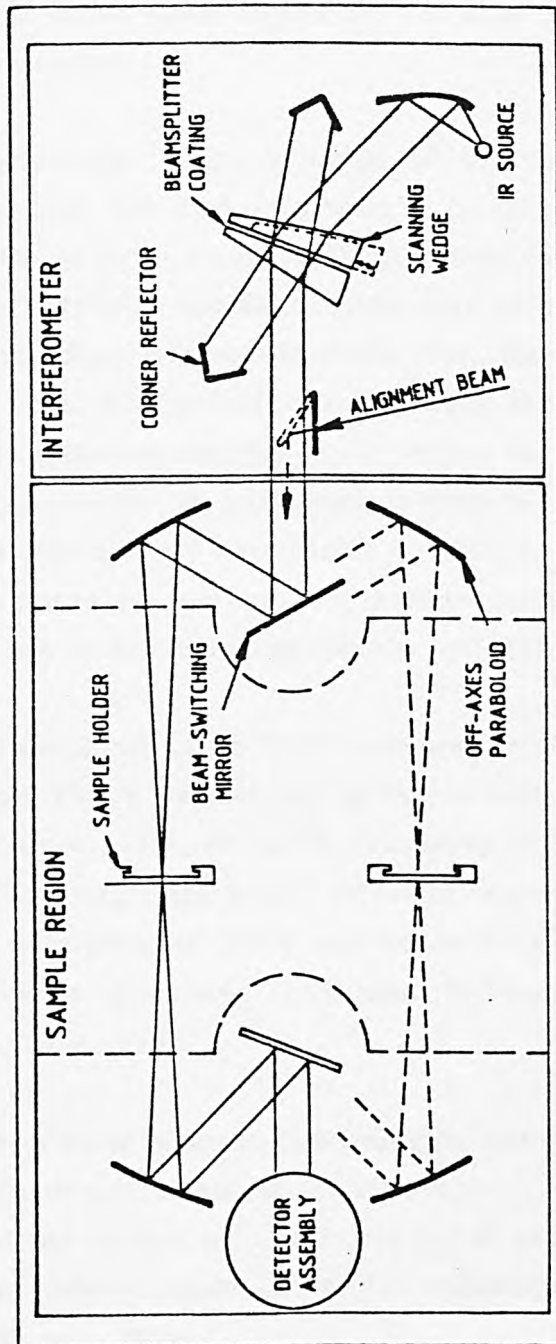 INTERFEROMETER
BEAMSPLITTER
COATING
CORNER REFLECTOR
SCANNING
WEDGE
IR SOURCE
ALIGNMENT BEAM
SAMPLE REGION
SAMPLE HOLDER
BEAM-SWITCHING
MIRROR
OFF-AXES
PARABOLOID
DETECTOR
ASSEMBLY